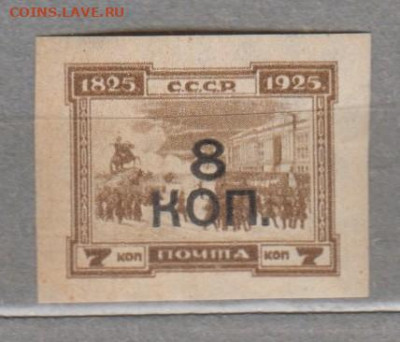 COINS.LAVE.RU
1825. С.С.С.Р. 1925.
8
КОП.
7 КОП ПОЧТА КОП 7